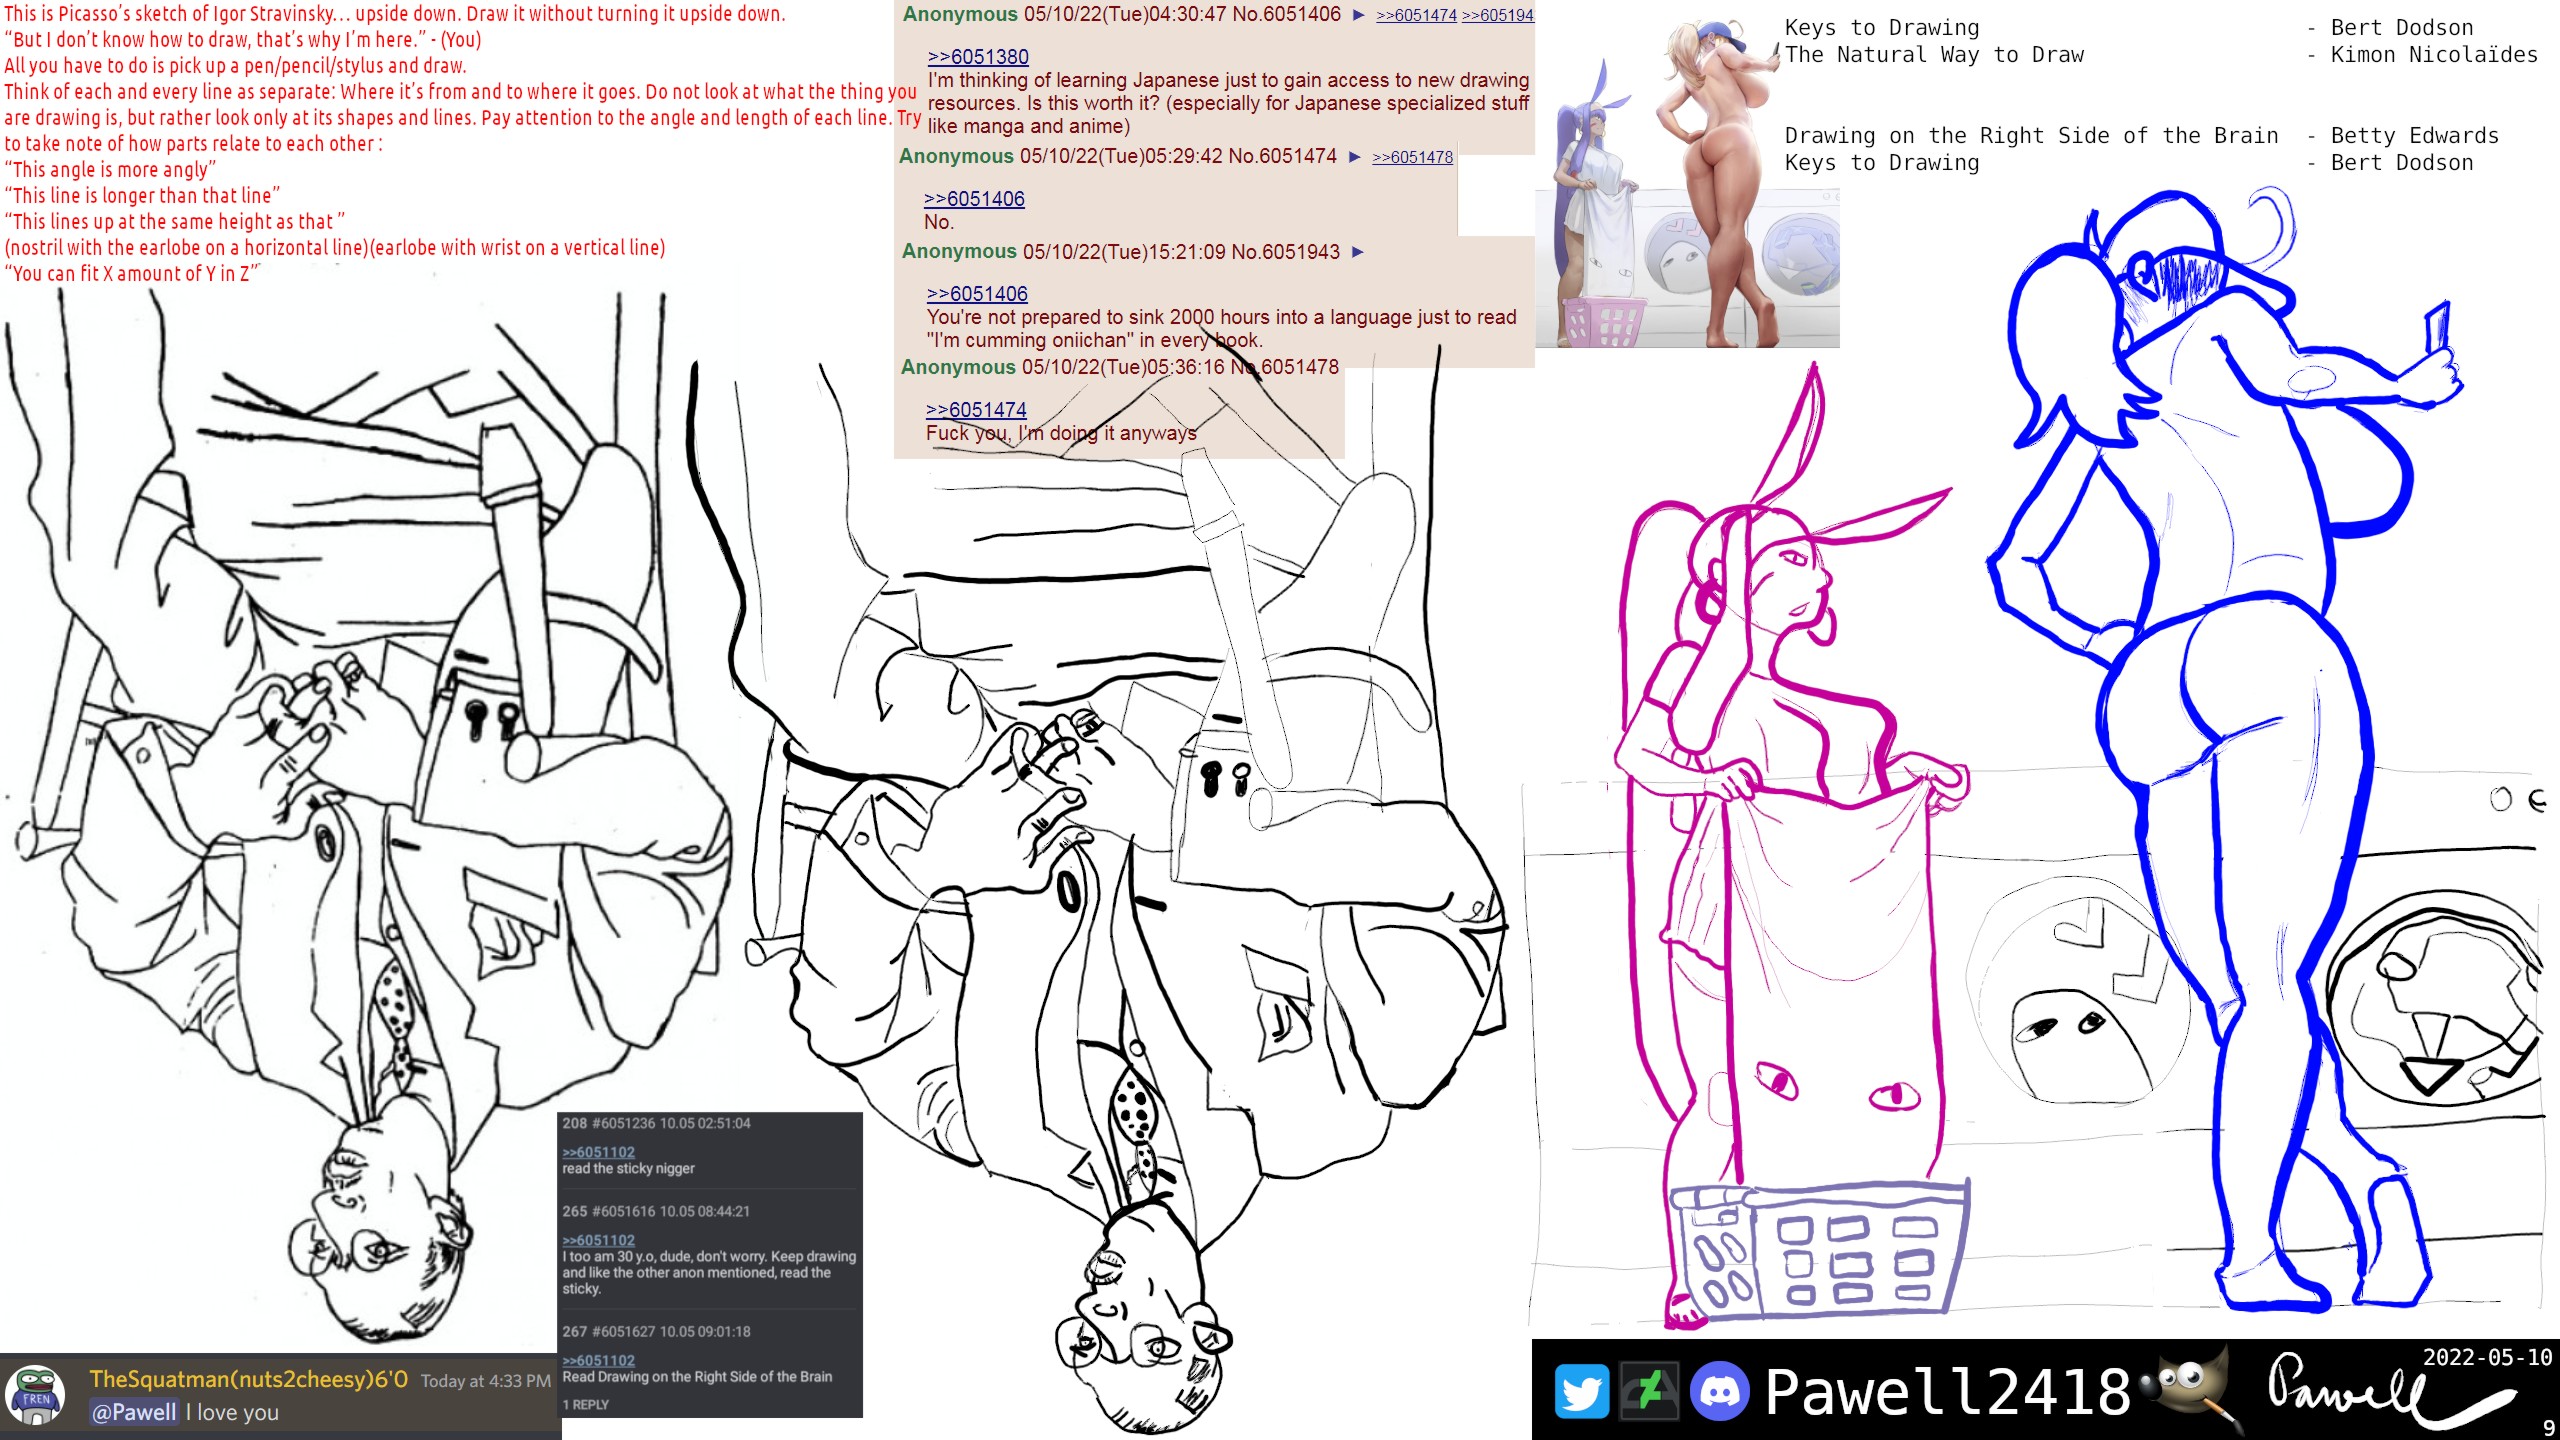 This is Picasso’s sketch of Igor Stravinsky... upside down. Draw it without turning it upside down.
“But I don’t know how to draw, that’s why I’m here.” - (You)
All you have to do is pick up a pen/pencil/stylus and draw.
Think of each and every line as separate: Where it’s from and to where it goes. Do not look at what the thing you
are drawing is, but rather look only at its shapes and lines. Pay attention to the angle and length of each line. Try
to take note of how parts relate to each other :
“This angle is more angly”
“This line is longer than that line”
“This lines up at the same height as that ”
(nostril with the earlobe on a horizontal line)(earlobe with wrist on a vertical line)
“You can fit X amount of Y in Z”
Anonymous 05/10/22(Tue)04:30:47 No.6051406 ► >>6051474 >>605194
>>6051380
I'm thinking of learning Japanese just to gain access to new drawing
resources. Is this worth it? (especially for Japanese specialized stuff
like manga and anime)
Anonymous 05/10/22(Tue)05:29:42 No.6051474 ► >>6051478
>>6051406
No.
Anonymous 05/10/22(Tue)15:21:09 No.6051943 ►
>>6051406
You're not prepared to sink 2000 hours into a language just to read
"I'm cumming oniichan" in every book.
Anonymous 05/10/22(Tue)05:36:16 No.6051478
>>6051474
Fuck you, I'm doing it anyways
Keys to Drawing - Bert Dodson
The Natural Way to Draw - Kimon Nicolaïdes
Drawing on the Right Side of the Brain - Betty Edwards
Keys to Drawing - Bert Dodson
208 #6051236 10.05 02:51:04
>>6051102
read the sticky nigger
265 #6051616 10.05 08:44:21
>>6051102
I too am 30 y.o, dude, don't worry. Keep drawing
and like the other anon mentioned, read the
sticky.
267 #6051627 10.05 09:01:18
>>6051102
Read Drawing on the Right Side of the Brain
1 REPLY
FREN
TheSquatman(nuts2cheesy)6'0 Today at 4:33 PM
@Pawell I love you
Pawell2418
Pawell
2022-05-10
9